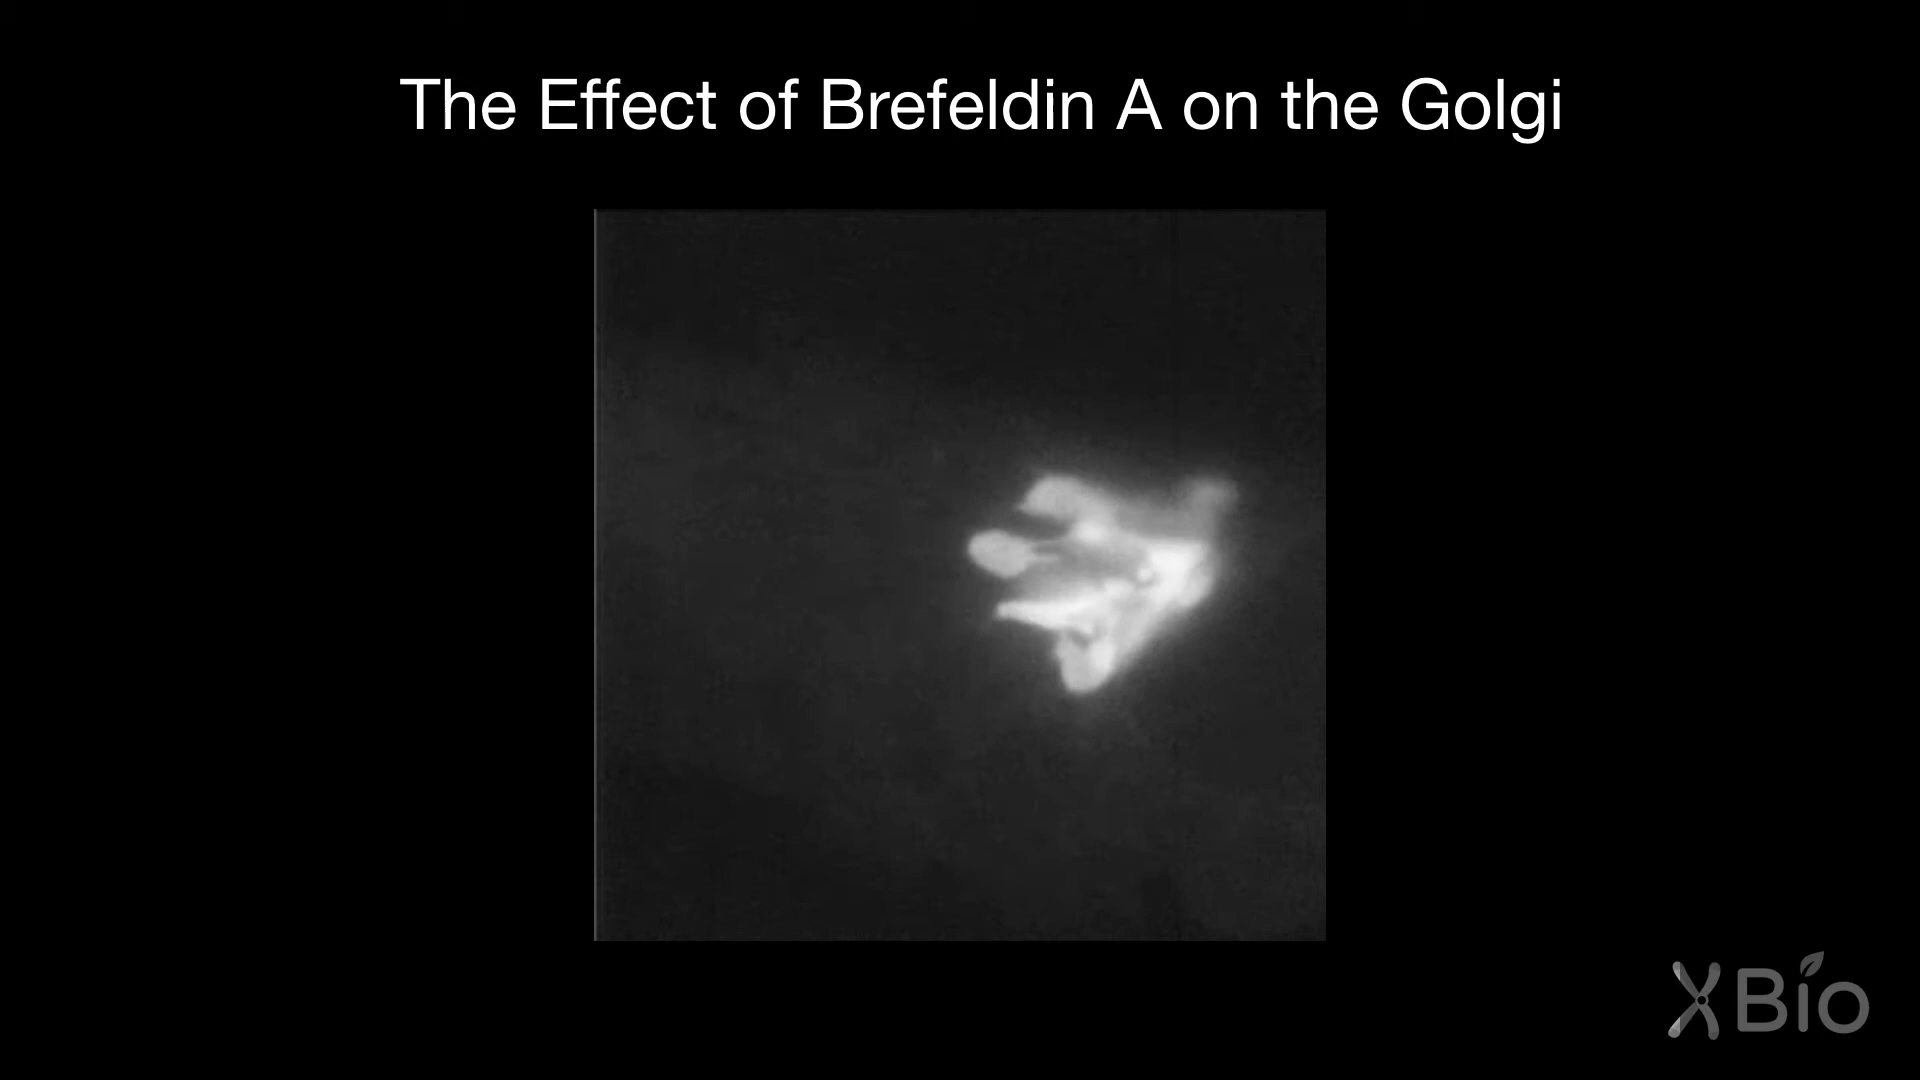 The Effect of Brefeldin A on the Golgi
XBio